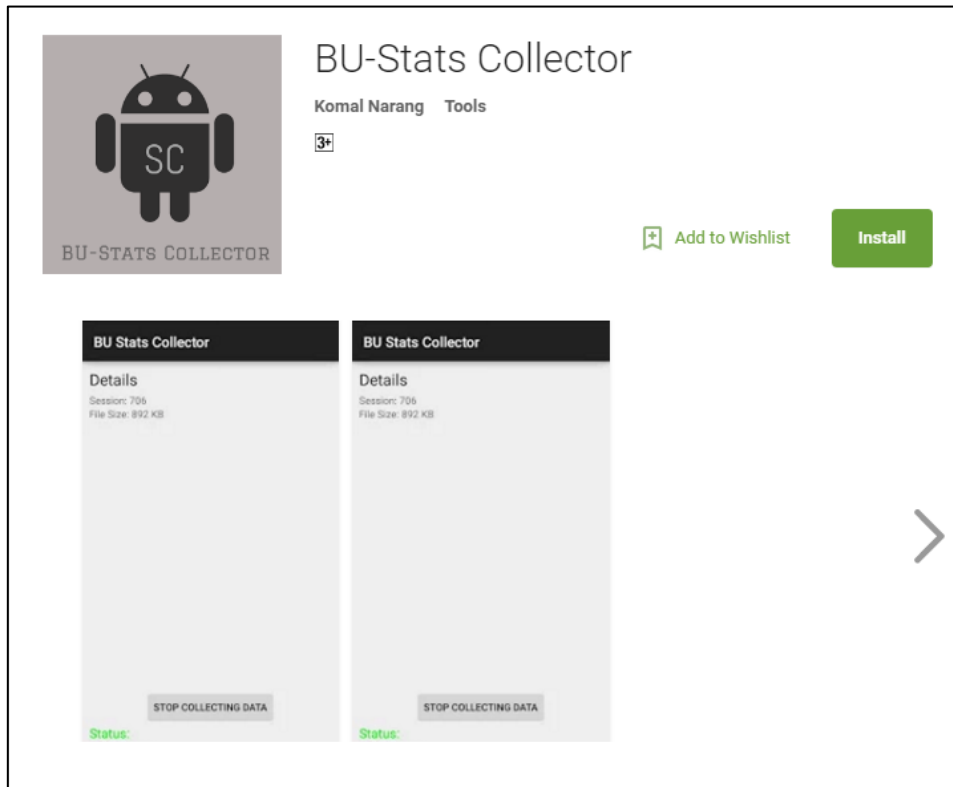 BU-Stats Collector
Komal Narang Tools
3+
SC
BU-STATS COLLECTOR
Add to Wishlist
Install
BU Stats Collector
Details
Session: 706
File Size: 892 KB
STOP COLLECTING DATA
Status:
BU Stats Collector
Details
Session: 706
File Size: 892 KB
STOP COLLECTING DATA
Status: